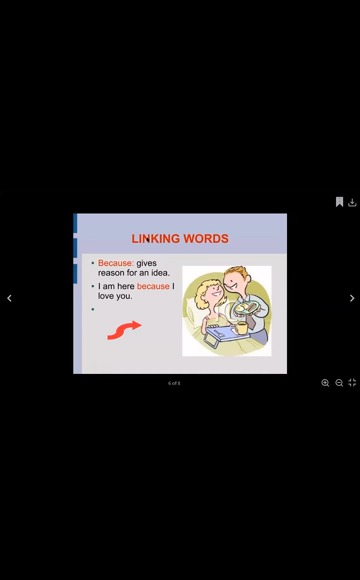 LINKING WORDS
• Because: gives
reason for an idea.
• I am here because I
love you.
•
6 of 8